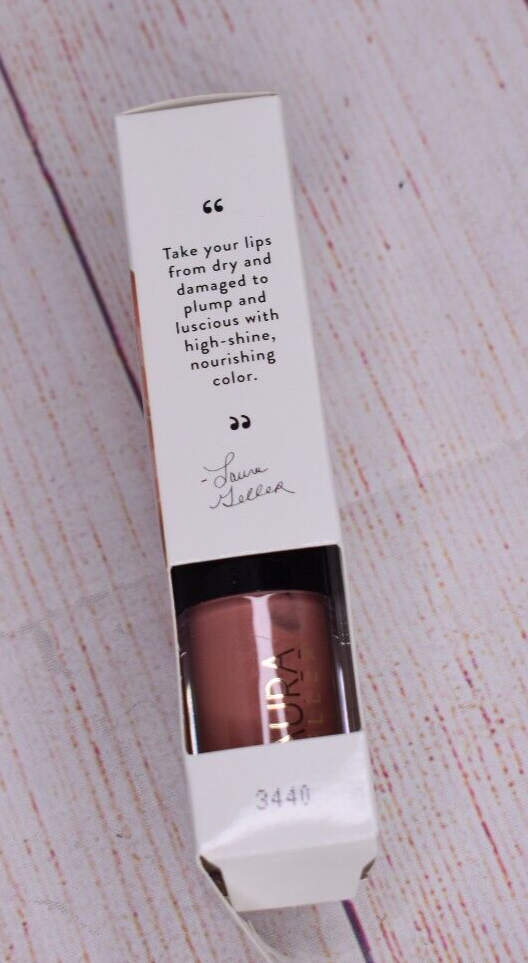 “
Take your lips
from dry and
damaged to
plump and
luscious with
high-shine,
nourishing
color.
”
- Laura
Geller
AURA
3440